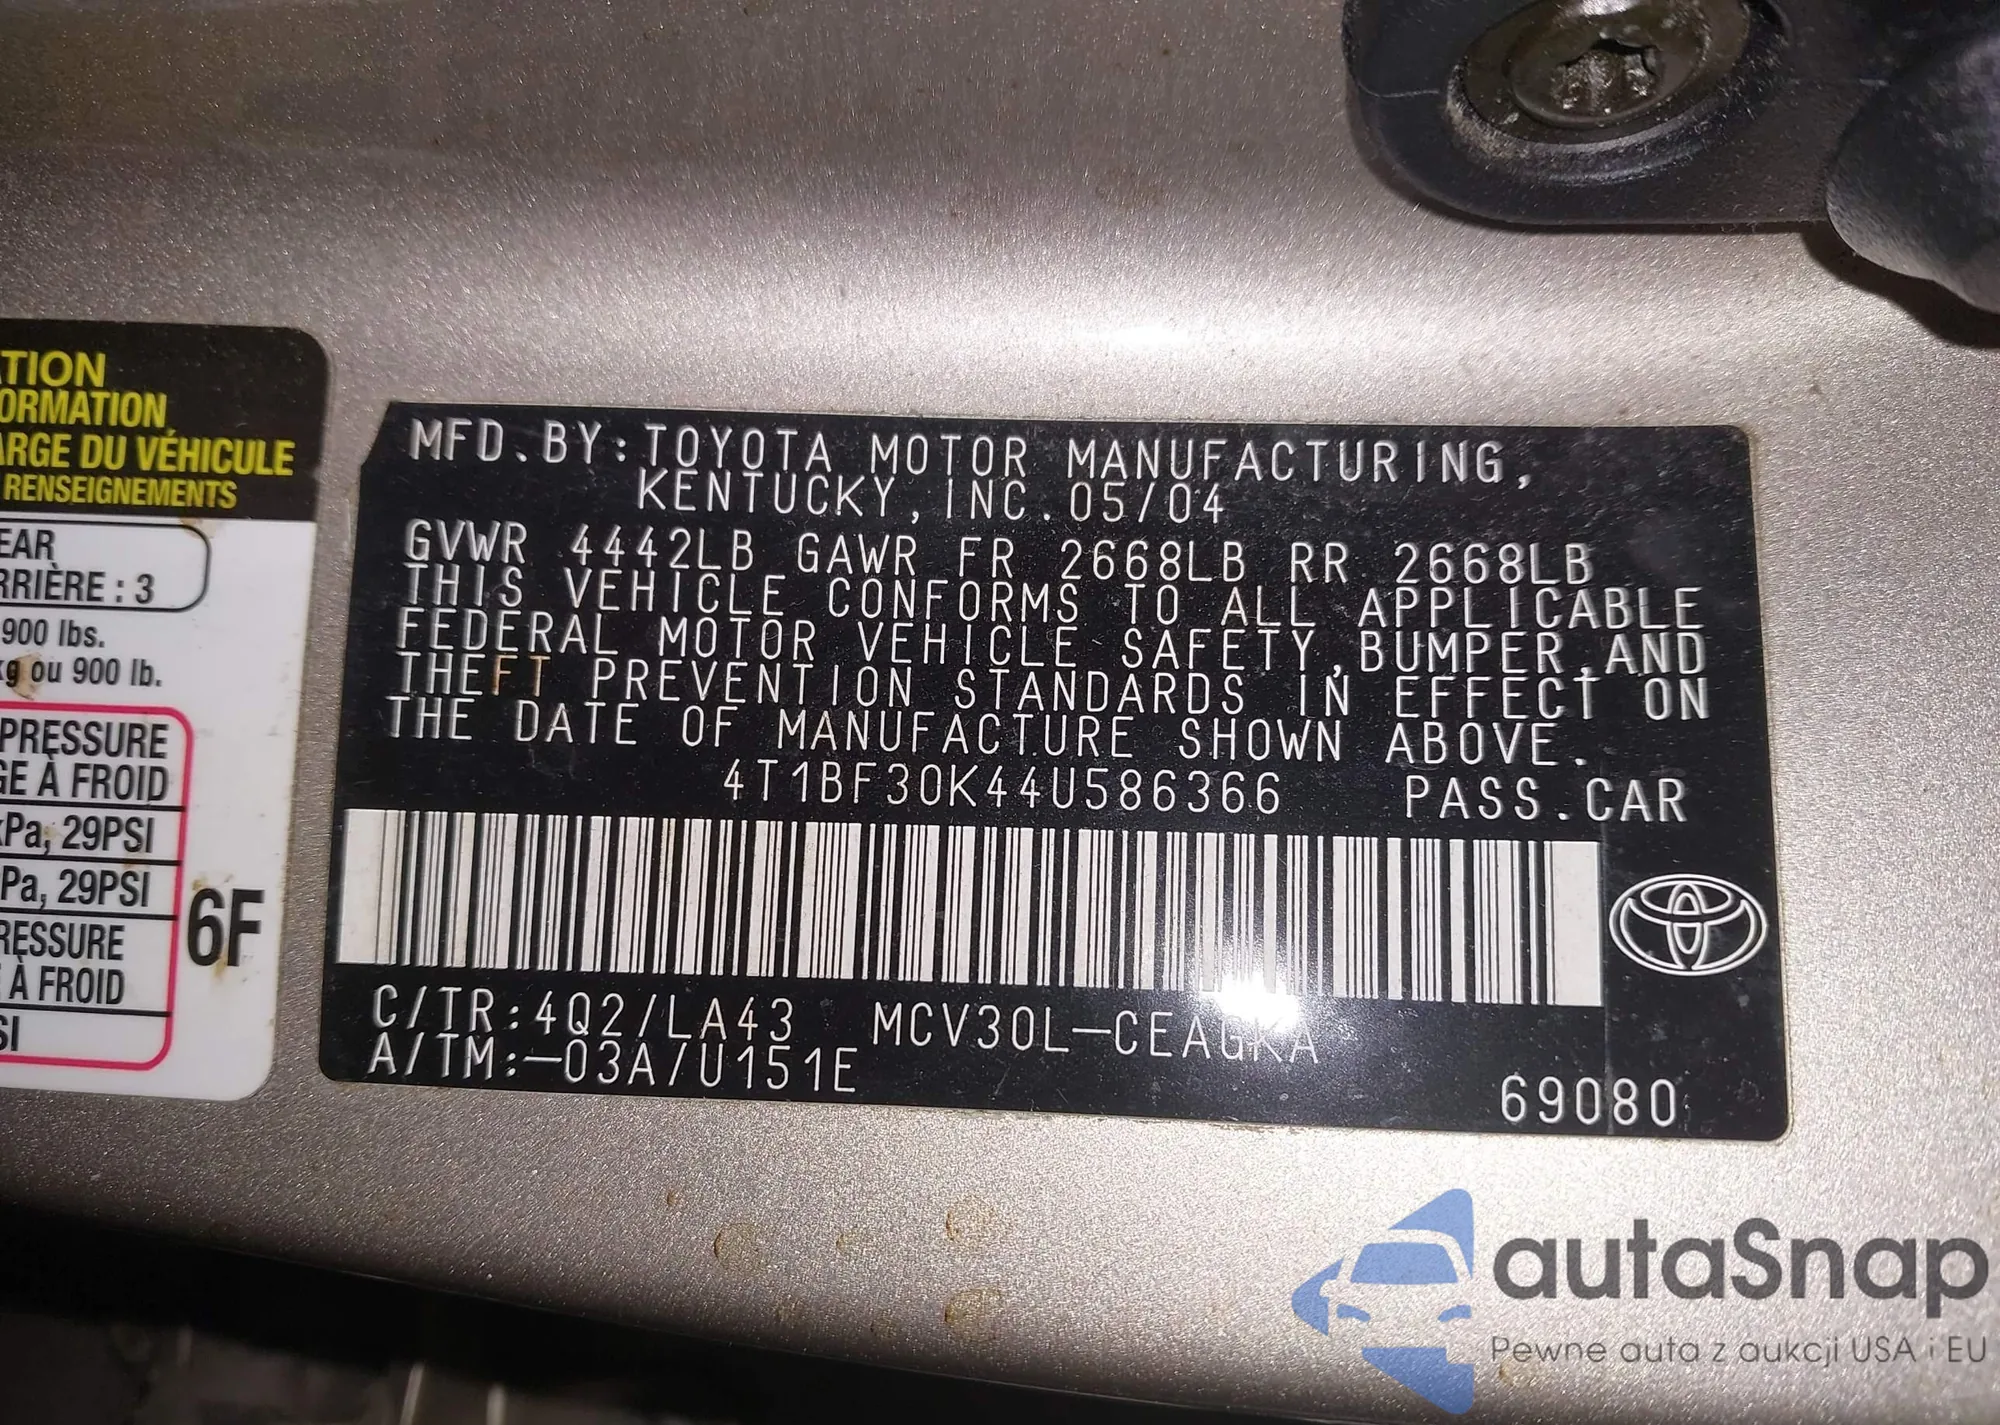 TION
ORMATION
ARGE DU VÉHICULE
RENSEIGNEMENTS
EAR
RRIÈRE : 3
900 lbs.
kg ou 900 lb.
PRESSURE
GE À FROID
kPa, 29PSI
Pa, 29PSI
RESSURE
À FROID
SI
6F
MFD.BY:TOYOTA MOTOR MANUFACTURING,
KENTUCKY, INC.05/04
GVWR 4442LB GAWR FR 2668LB RR 2668LB
THIS VEHICLE CONFORMS TO ALL APPLICABLE
FEDERAL MOTOR VEHICLE SAFETY,BUMPER,AND
THEFT PREVENTION STANDARDS IN EFFECT ON
THE DATE OF MANUFACTURE SHOWN ABOVE.
4T1BF30K44U586366 PASS.CAR
C/TR:4Q2/LA43 MCV30L-CEAGKA
A/TM:-03A/U151E
69080
autaSnap
Pewne auta z aukcji USA i EU